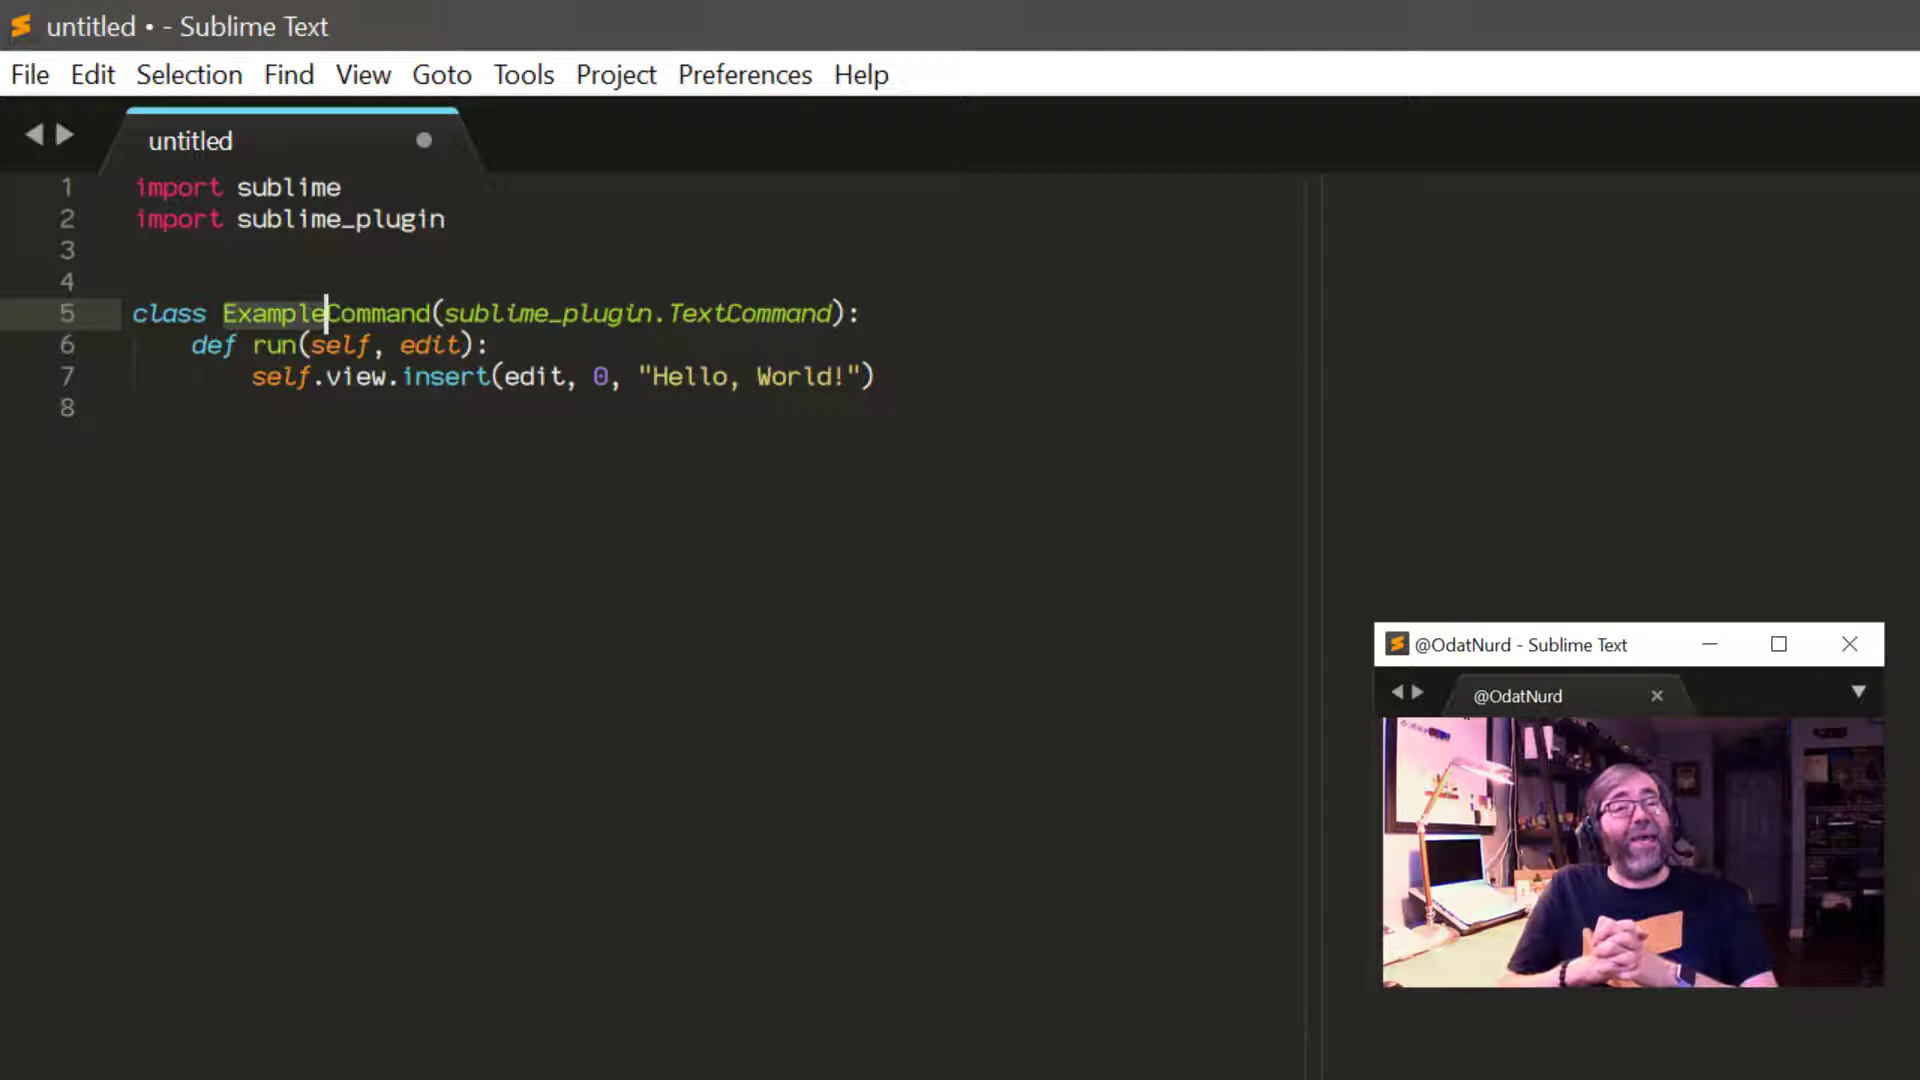 untitled • - Sublime Text
File Edit Selection Find View Goto Tools Project Preferences Help
untitled
1 import sublime
2 import sublime_plugin
3
4
5 class ExampleCommand(sublime_plugin.TextCommand):
6 def run(self, edit):
7 self.view.insert(edit, 0, "Hello, World!")
8
@OdatNurd - Sublime Text
@OdatNurd